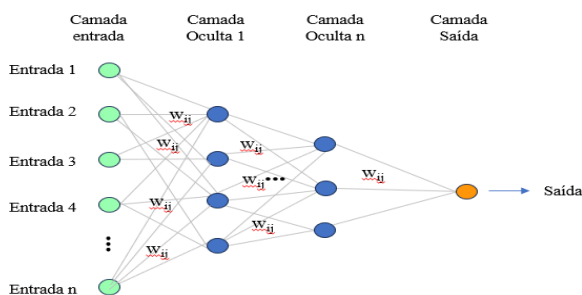 Camada entrada
Camada Oculta 1
Camada Oculta n
Camada Saída
Entrada 1
Entrada 2
Entrada 3
Entrada 4
Entrada n
wij
wij
wij
wij
wij
wij
wij
wij
Saída